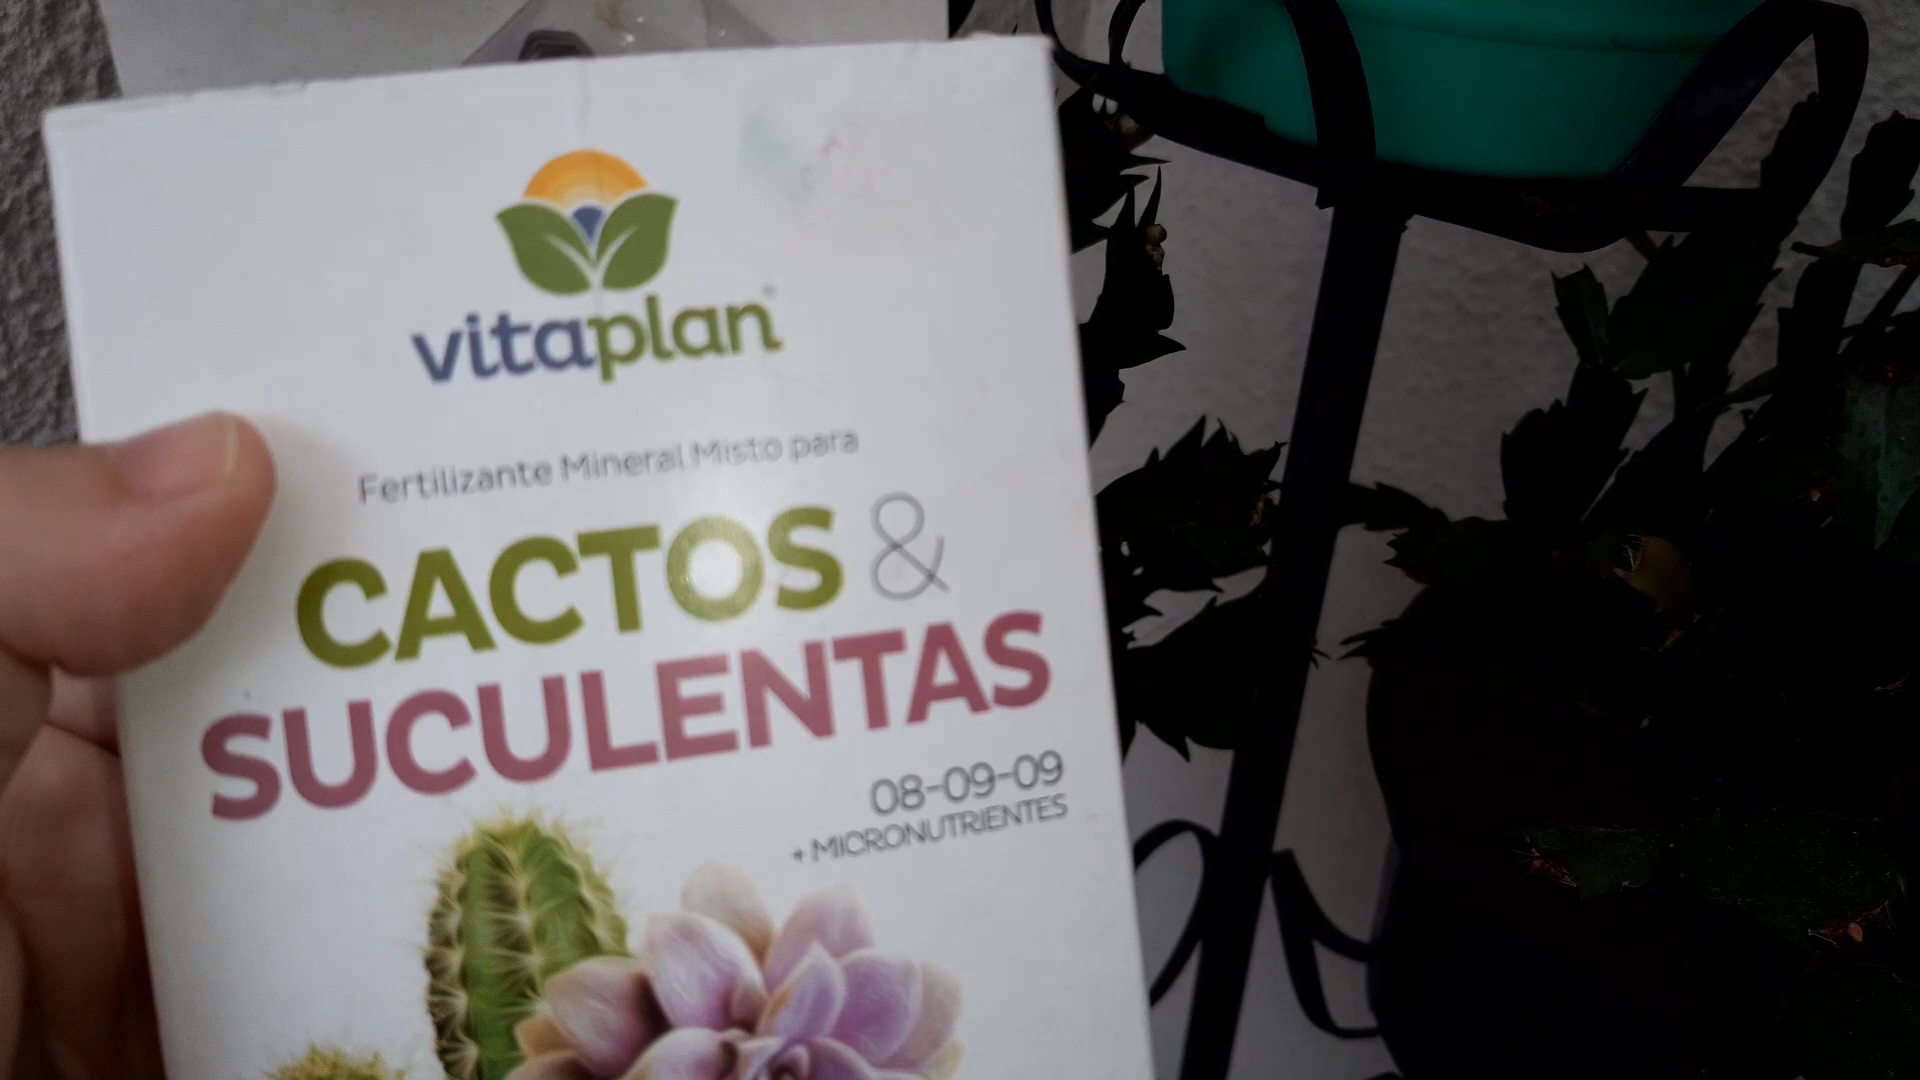 vitaplan
Fertilizante Mineral Misto para
CACTOS &
SUCULENTAS
08-09-09
+ MICRONUTRIENTES